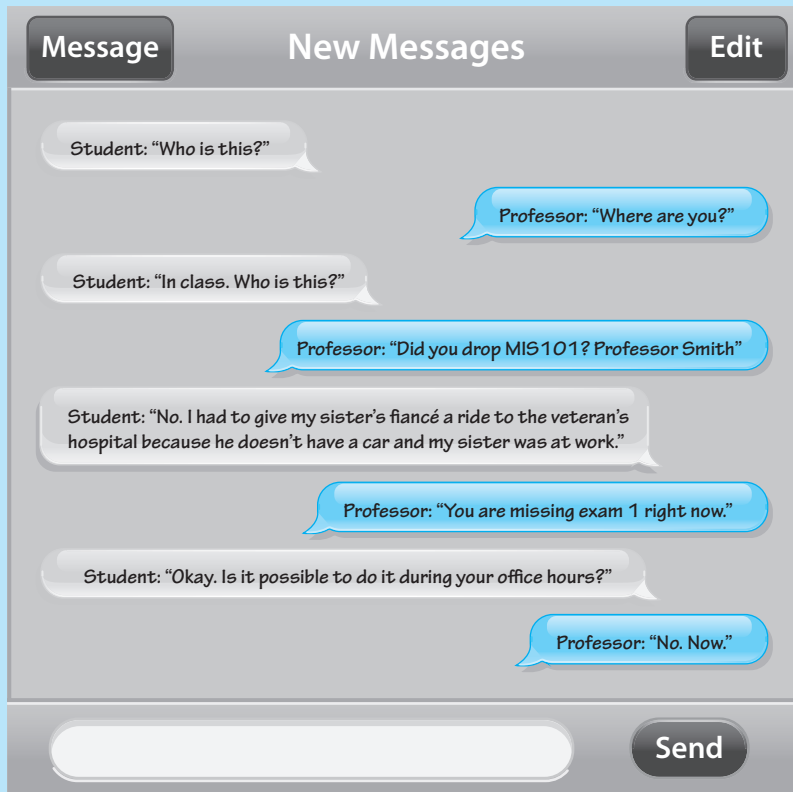 Message New Messages Edit
Student: “Who is this?”
Professor: “Where are you?”
Student: “In class. Who is this?”
Professor: “Did you drop MIS101? Professor Smith”
Student: “No. I had to give my sister’s fiancé a ride to the veteran’s
hospital because he doesn’t have a car and my sister was at work.”
Professor: “You are missing exam 1 right now.”
Student: “Okay. Is it possible to do it during your office hours?”
Professor: “No. Now.”
Send